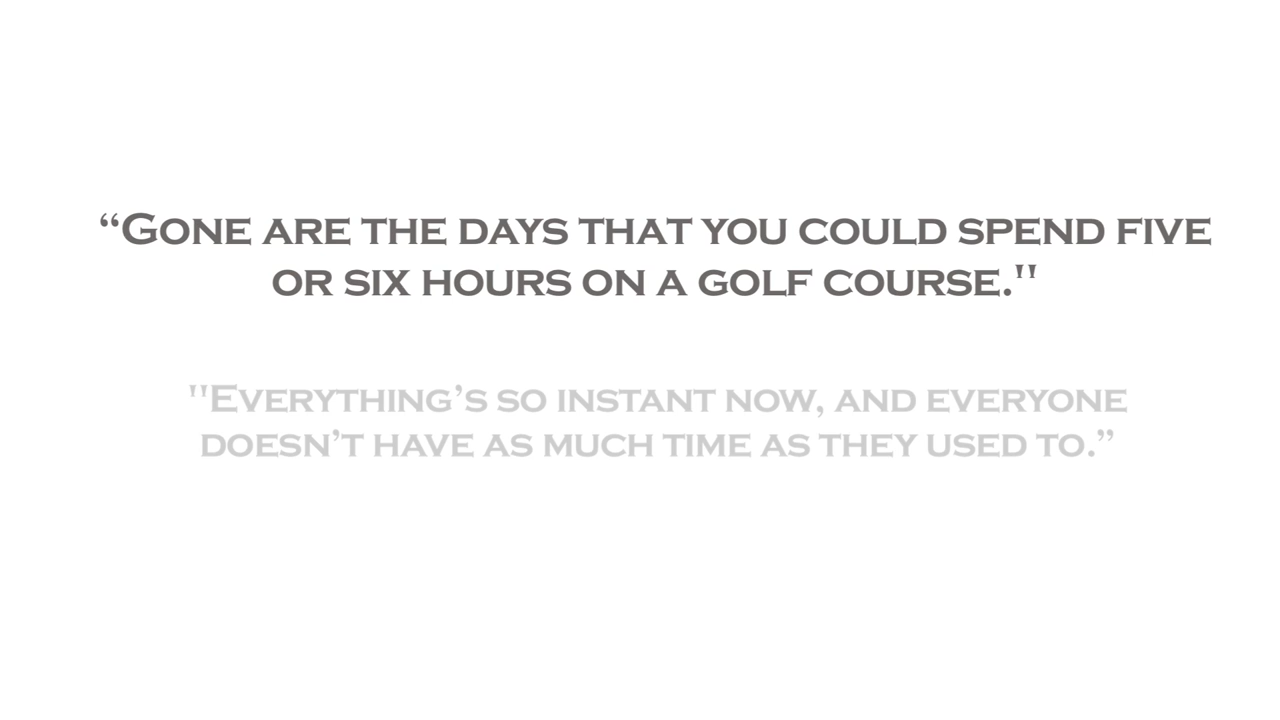 “Gone are the days that you could spend five
or six hours on a golf course."
"Everything’s so instant now, and everyone
doesn’t have as much time as they used to.”